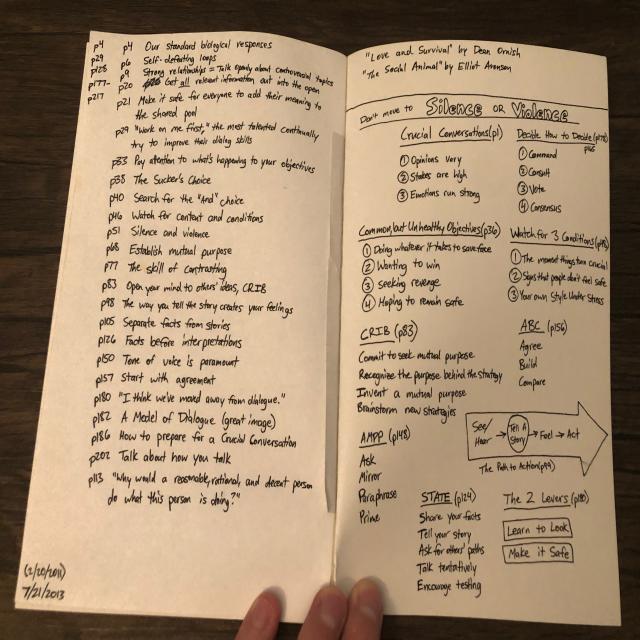 p4 p4 Our standard biological responses
p29 p6 Self-defeating loops
p128 p9 Strong relationships = Talk openly about controversial topics
p177- p20 Get all relevant information out into the open
p217 p21 Make it safe for everyone to add their meaning to
the shared pool
p29 "Work on me first," the most talented continually
try to improve their dialog skills
p33 Pay attention to what's happening to your objectives
p38 The Sucker's Choice
p40 Search for the "And" choice
p46 Watch for content and conditions
p51 Silence and violence
p68 Establish mutual purpose
p77 The skill of contrasting
p83 Open your mind to others' ideas, CRIB
p98 The way you tell the story creates your feelings
p105 Separate facts from stories
p126 Facts before interpretations
p150 Tone of voice is paramount
p157 Start with agreement
p180 "I think we've moved away from dialogue."
p182 A Model of Dialogue (great image)
p186 How to prepare for a Crucial Conversation
p202 Talk about how you talk
p113 "Why would a reasonable, rational, and decent person
do what this person is doing?"
(2/20/2011)
7/21/2013
"Love and Survival" by Dean Ornish
"The Social Animal" by Elliot Aronson
Don't move to Silence OR Violence
Crucial Conversations (p1)
① Opinions vary
② Stakes are high
③ Emotions run strong
Decide How to Decide
① Command
② Consult
③ Vote
④ Consensus
Common, but Unhealthy Objectives (p36)
① Doing whatever it takes to save face
② Wanting to win
③ Seeking revenge
④ Hoping to remain safe
Watch for 3 Conditions
① The moment things turn crucial
② Signs that people don't feel safe
③ Your own Style Under Stress
CRIB (p83)
Commit to seek mutual purpose
Recognize the purpose behind the strategy
Invent a mutual purpose
Brainstorm new strategies
ABC (p156)
Agree
Build
Compare
See/
Hear → Tell A
Story → Feel → Act
The Path to Action (p99)
AMPP (p148)
Ask
Mirror
Paraphrase
Prime
STATE (p124)
Share your facts
Tell your story
Ask for others' paths
Talk tentatively
Encourage testing
The 2 Levers (p180)
Learn to Look
Make it Safe